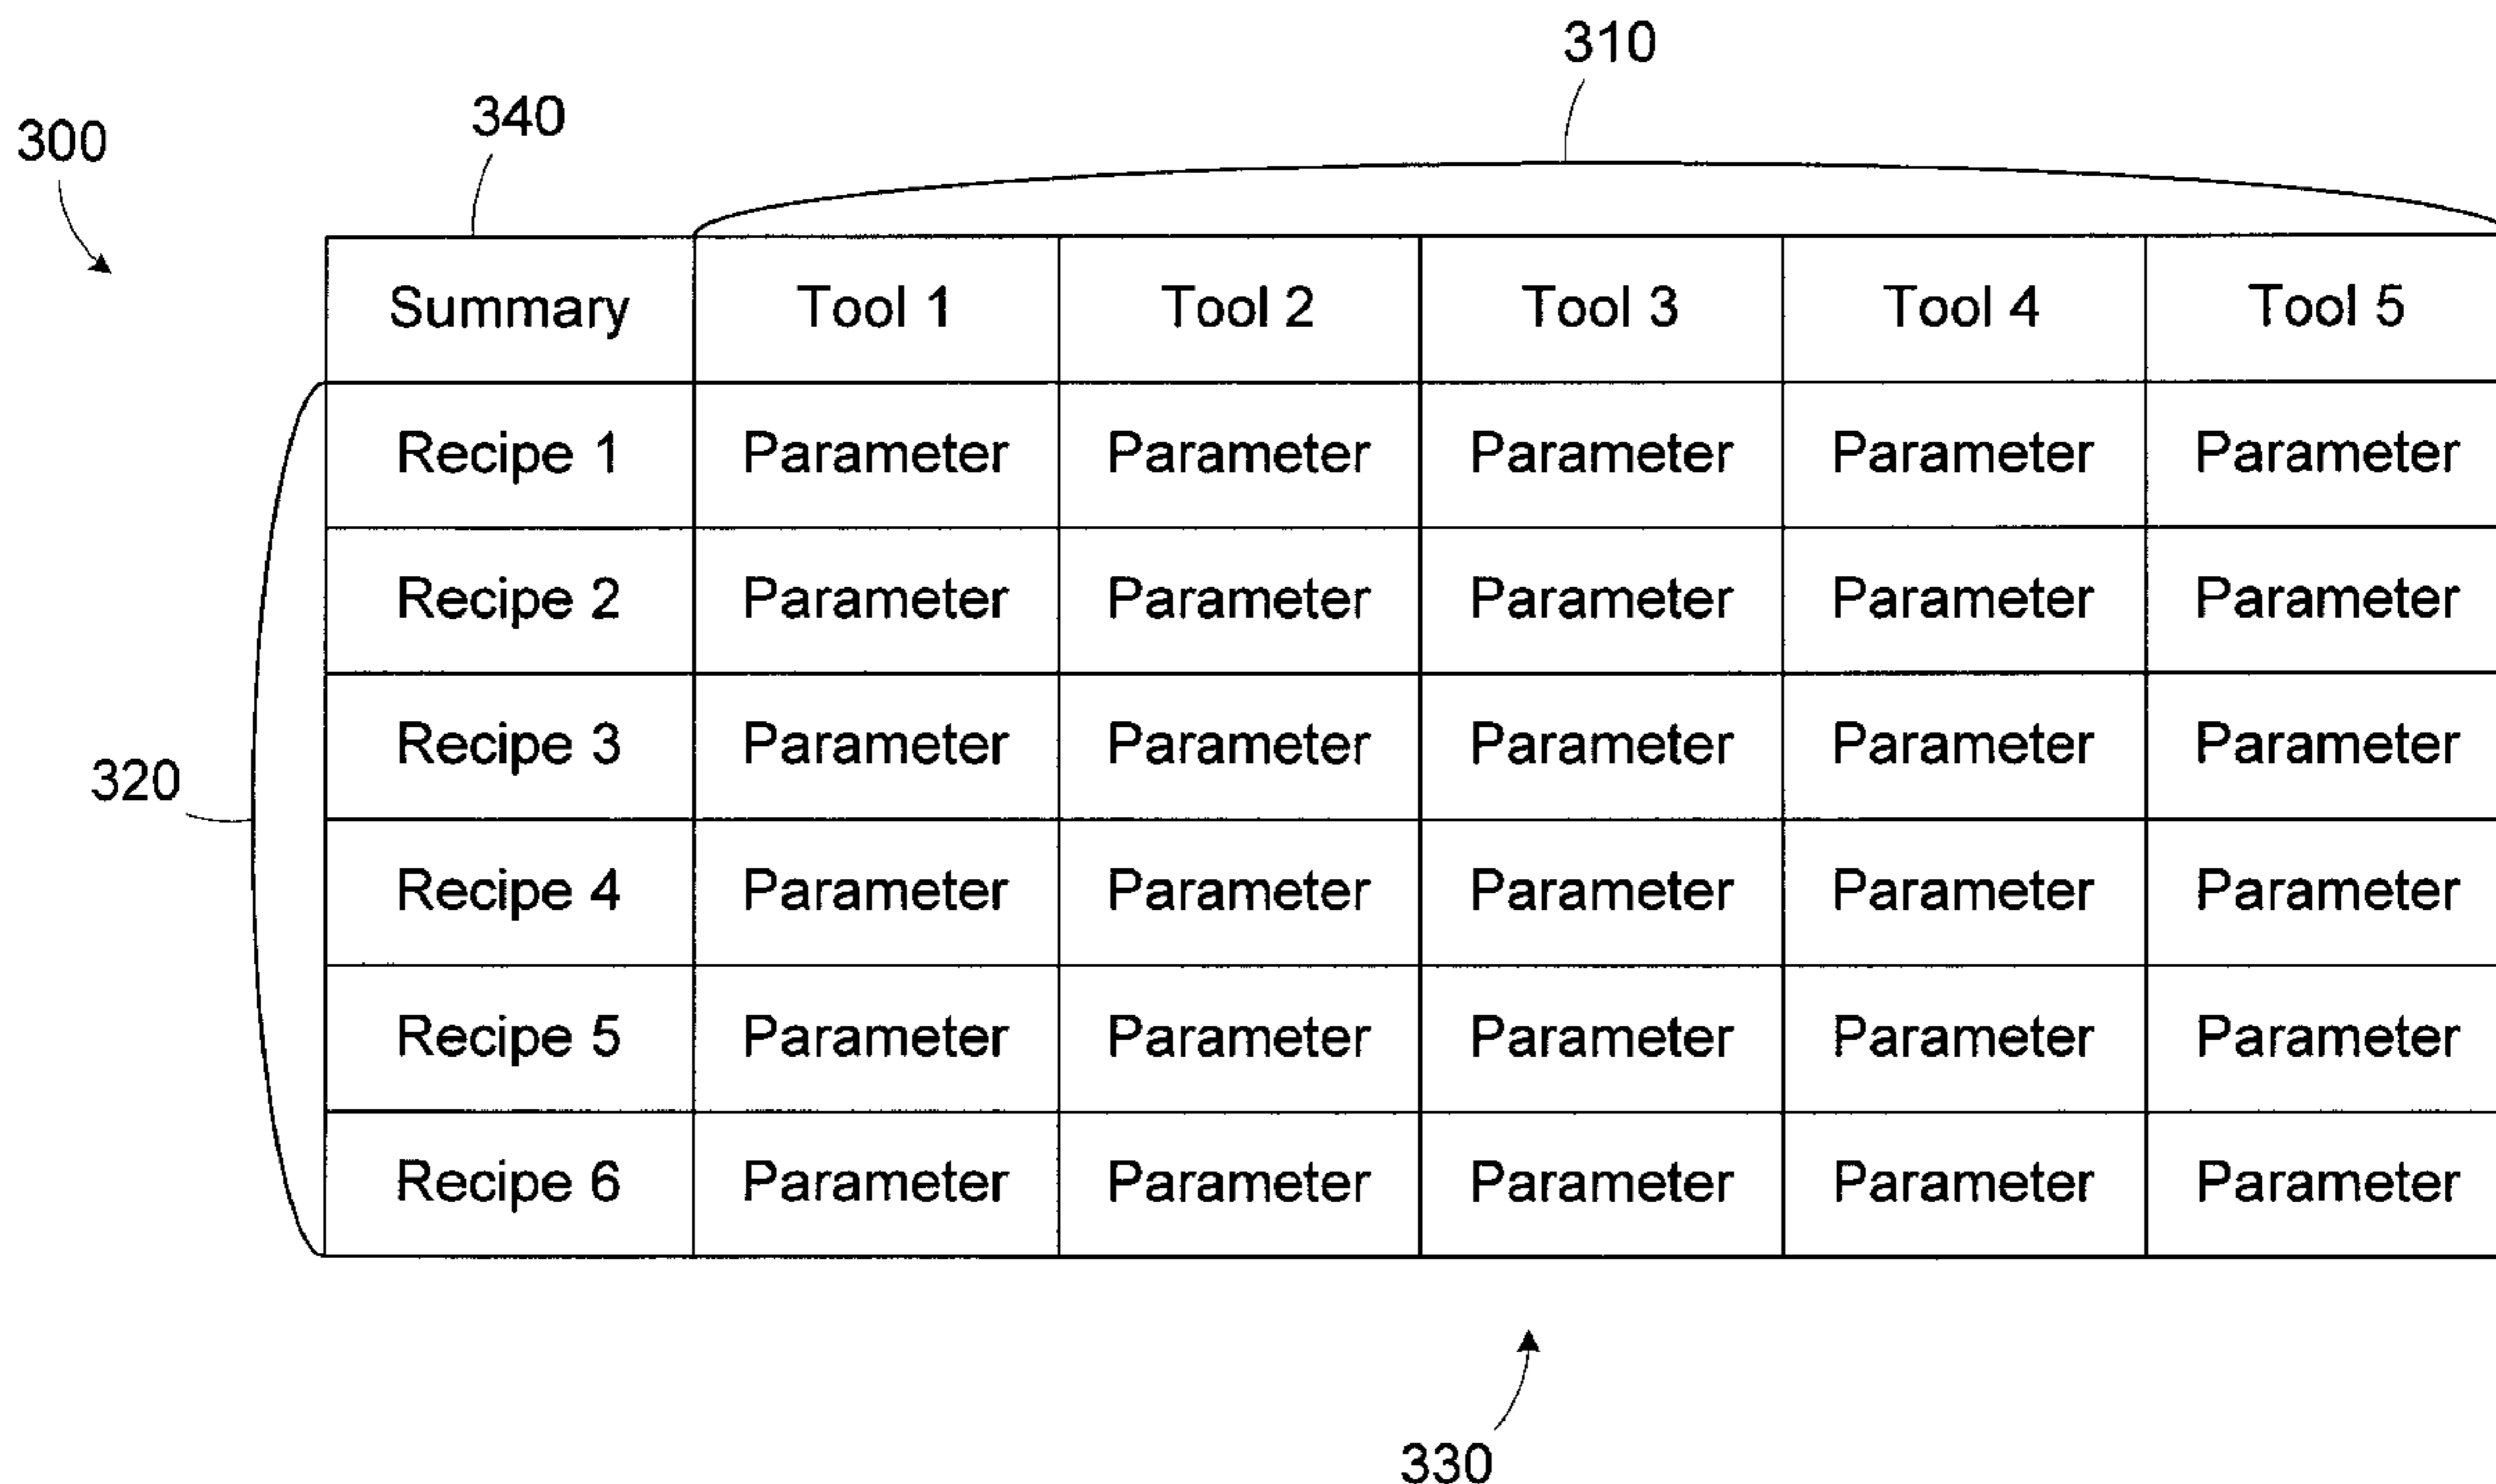 310
340
300
Summary Tool 1 Tool 2 Tool 3 Tool 4 Tool 5
Recipe 1 Parameter Parameter Parameter Parameter Parameter
Recipe 2 Parameter Parameter Parameter Parameter Parameter
Recipe 3 Parameter Parameter Parameter Parameter Parameter
320
Recipe 4 Parameter Parameter Parameter Parameter Parameter
Recipe 5 Parameter Parameter Parameter Parameter Parameter
Recipe 6 Parameter Parameter Parameter Parameter Parameter
330